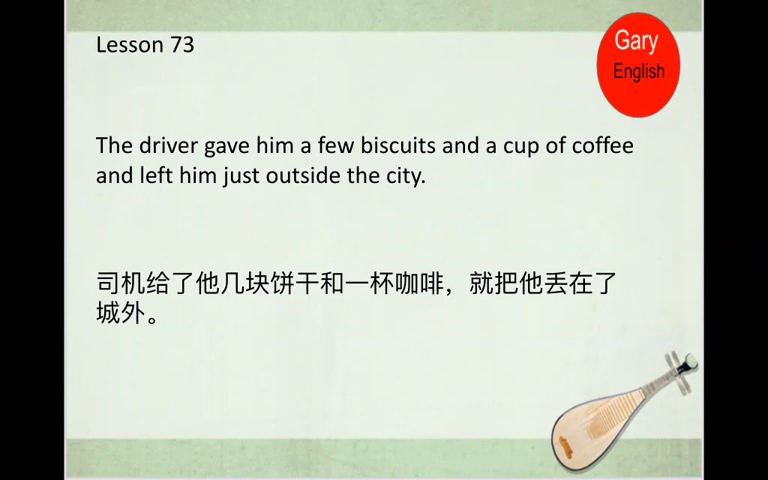 Lesson 73
Gary
English
The driver gave him a few biscuits and a cup of coffee
and left him just outside the city.
司机给了他几块饼干和一杯咖啡，就把他丢在了
城外。